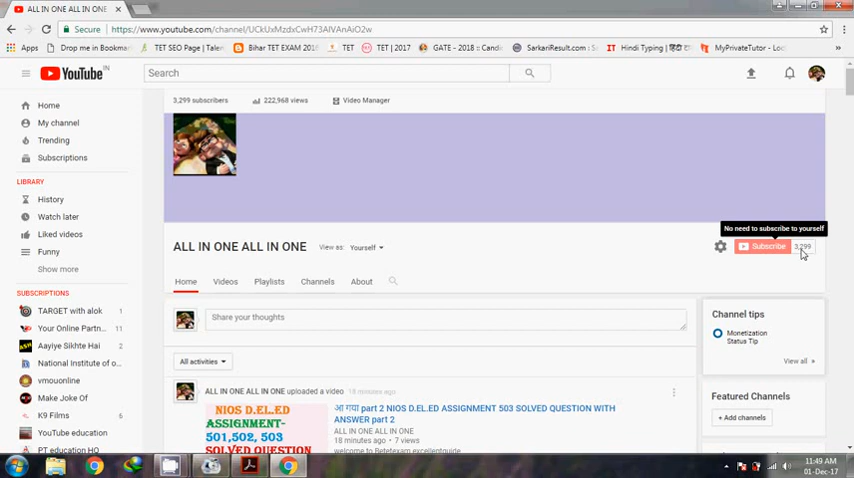 ALL IN ONE ALL IN ONE
Secure https://www.youtube.com/channel/UCkUxMzdxCwH73AIVAnAiO2w
Apps Drop me in Bookmar TET SEO Page | Talen Bihar TET EXAM 2016 TET TET | 2017 GATE - 2018 :: Candi SarkariResult.com : S IT Hindi Typing | हिंदी ट MyPrivateTutor - Loc
YouTube IN Search
3,299 subscribers 222,968 views Video Manager
Home
My channel
Trending
Subscriptions
LIBRARY
History
Watch later
Liked videos
Funny
Show more
SUBSCRIPTIONS
TARGET with alok 1
Your Online Partn... 11
Aayiye Sikhte Hai 2
National Institute o...
vmouonline
Make Joke Of
K9 Films 6
YouTube education
PT education HQ
No need to subscribe to yourself
ALL IN ONE ALL IN ONE View as: Yourself Subscribe 3,299
Home Videos Playlists Channels About
Share your thoughts
All activities
ALL IN ONE ALL IN ONE uploaded a video 18 minutes ago
NIOS D.EL.ED
ASSIGNMENT-
501,502, 503
SOLVED QUESTION
आ गया part 2 NIOS D.EL.ED ASSIGNMENT 503 SOLVED QUESTION WITH
ANSWER part 2
ALL IN ONE ALL IN ONE
18 minutes ago • 7 views
welcome to Betetexam excellentguide
Channel tips
Monetization
Status Tip
View all »
Featured Channels
+ Add channels
11:49 AM
01-Dec-17